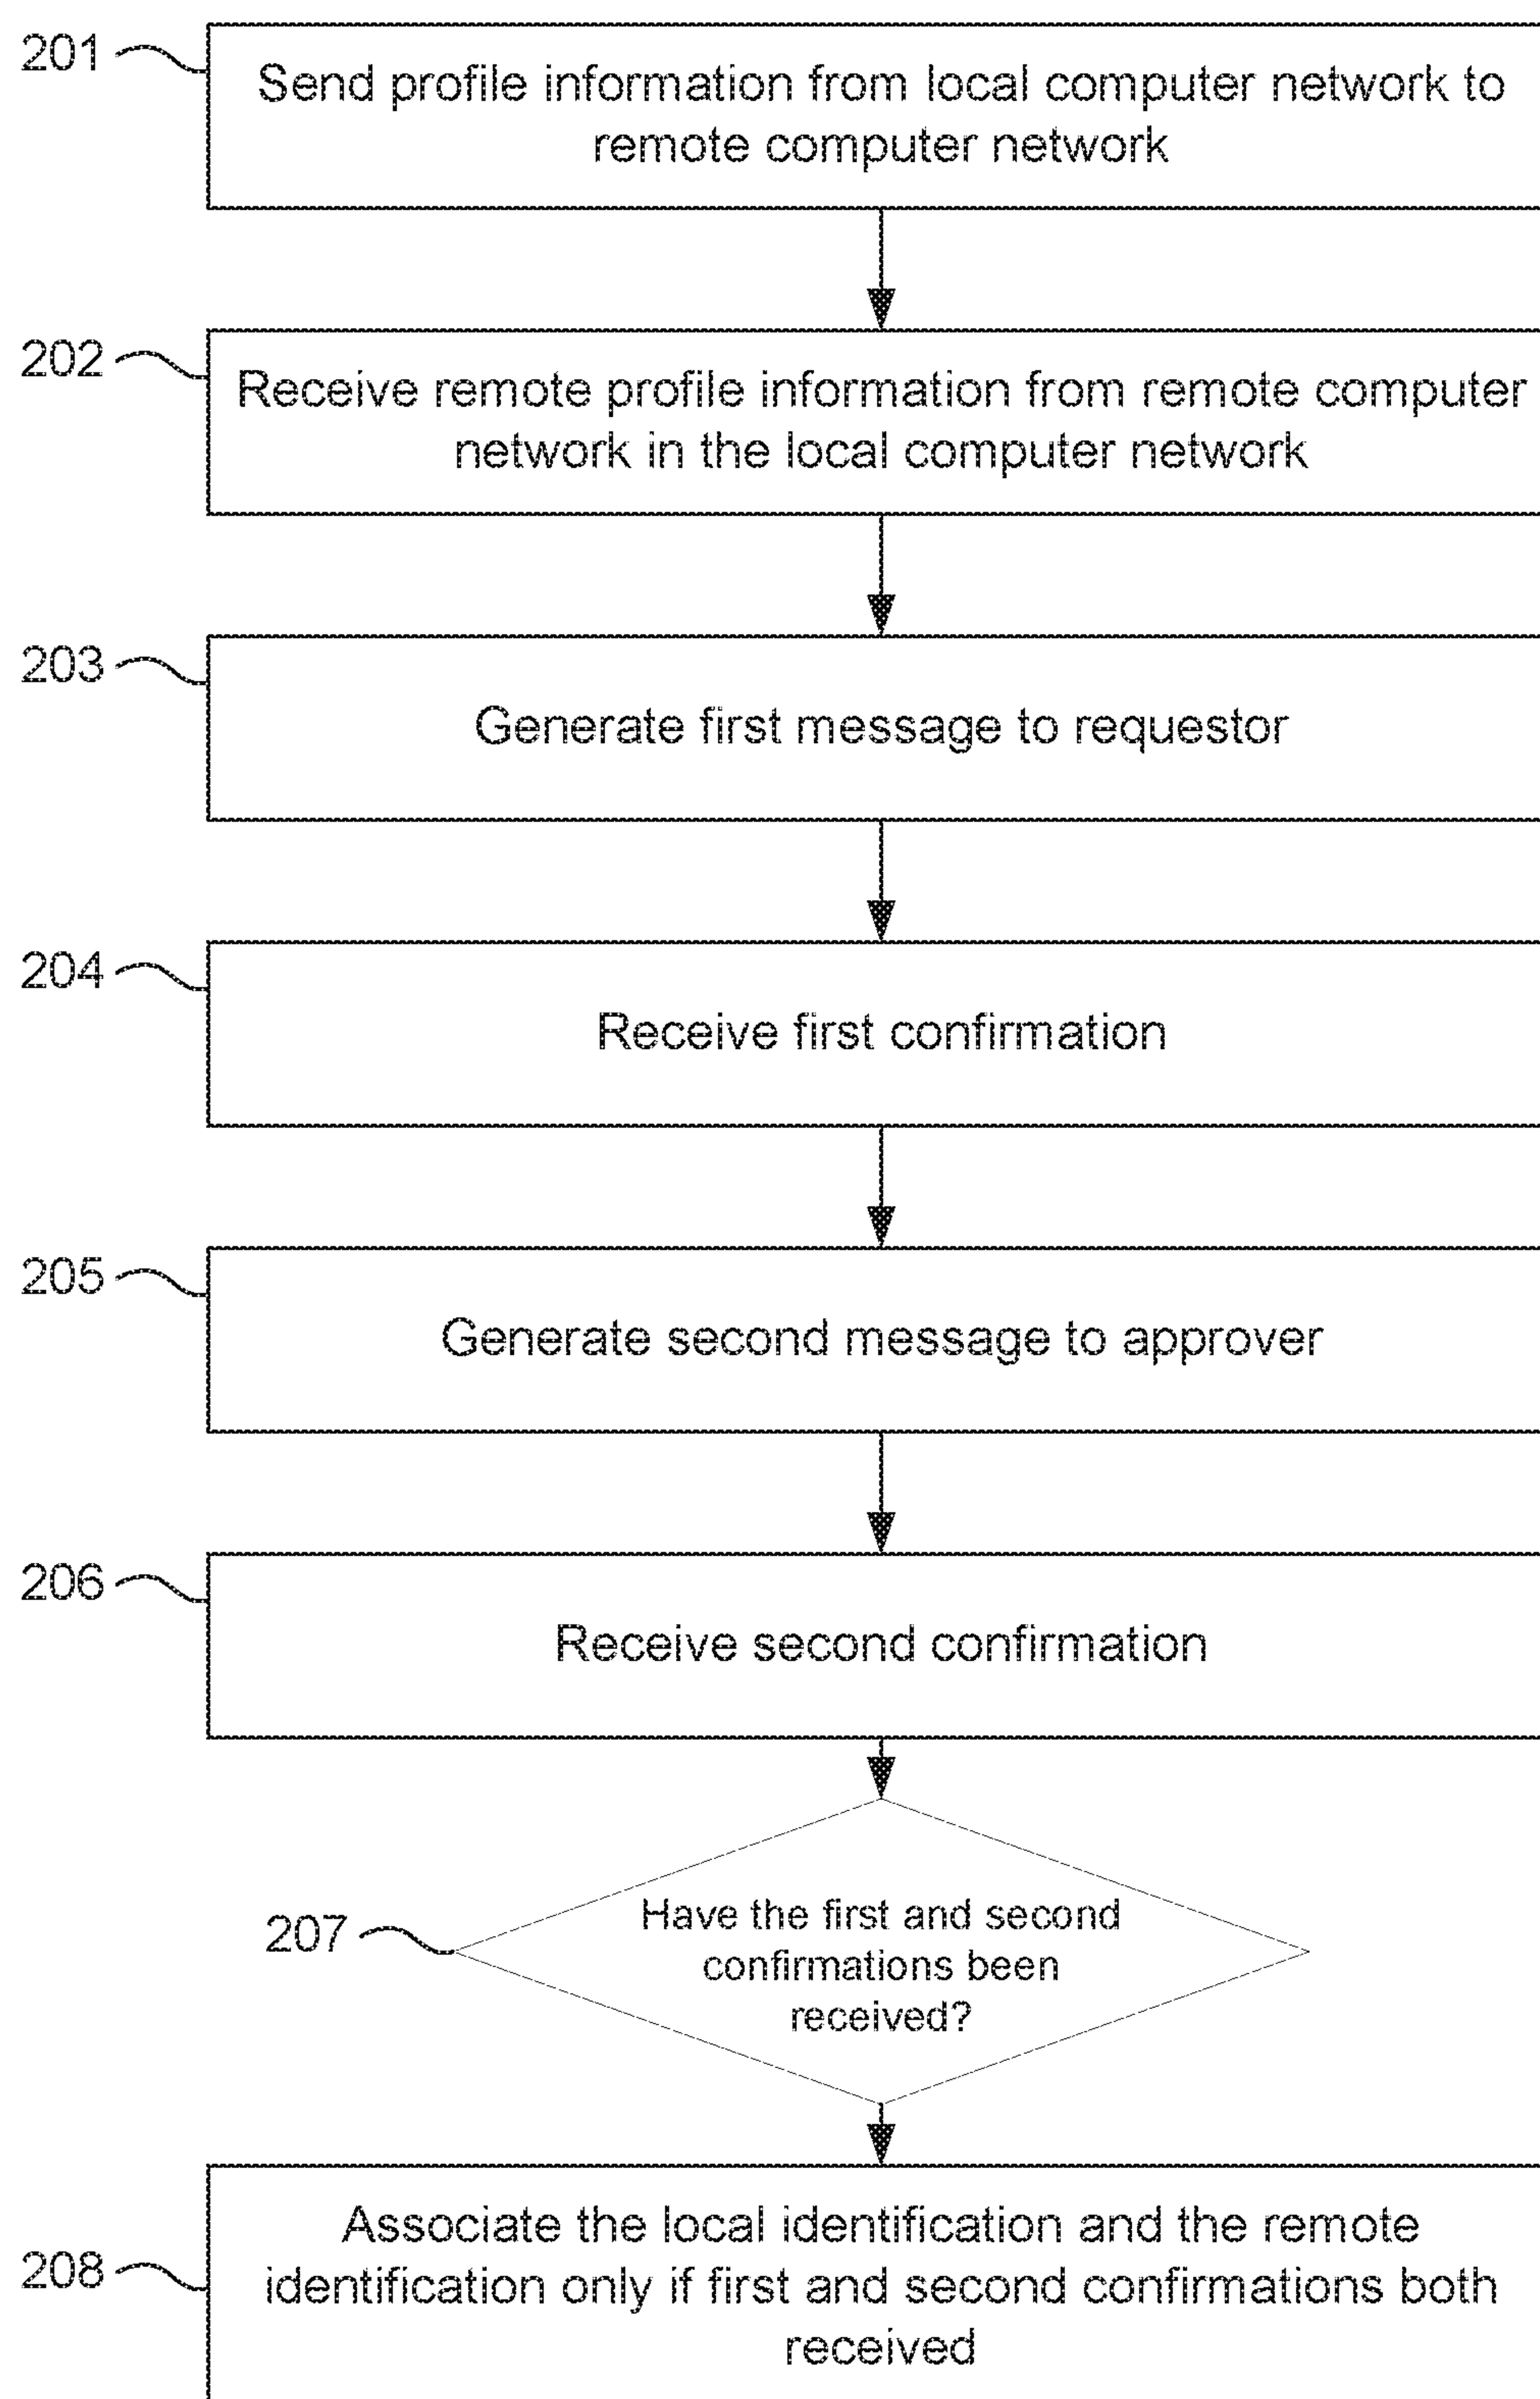 201
Send profile information from local computer network to
remote computer network
202
Receive remote profile information from remote computer
network in the local computer network
203
Generate first message to requestor
204
Receive first confirmation
205
Generate second message to approver
206
Receive second confirmation
207
Have the first and second
confirmations been
received?
208
Associate the local identification and the remote
identification only if first and second confirmations both
received